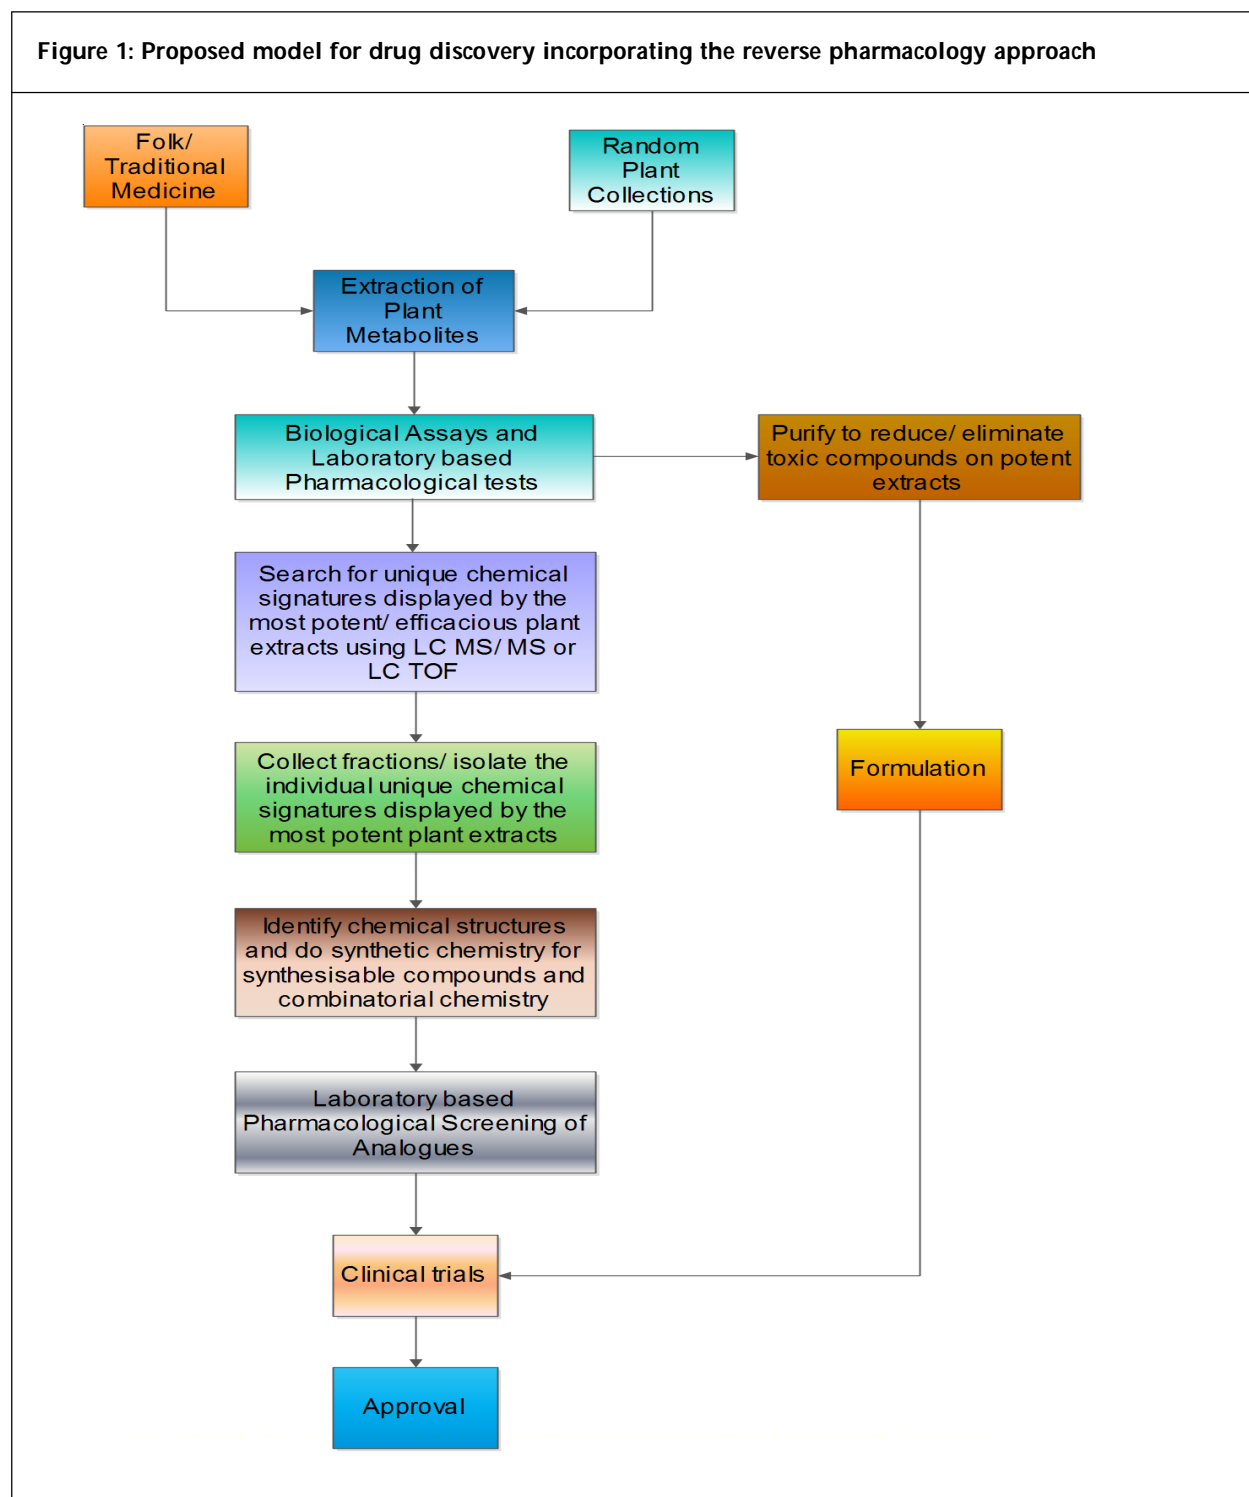 Figure 1: Proposed model for drug discovery incorporating the reverse pharmacology approach
Folk/
Traditional
Medicine
Random
Plant
Collections
Extraction of
Plant
Metabolites
Biological Assays and
Laboratory based
Pharmacological tests
Purify to reduce/ eliminate
toxic compounds on potent
extracts
Search for unique chemical
signatures displayed by the
most potent/ efficacious plant
extracts using LC MS/ MS or
LC TOF
Formulation
Collect fractions/ isolate the
individual unique chemical
signatures displayed by the
most potent plant extracts
Identify chemical structures
and do synthetic chemistry for
synthesisable compounds and
combinatorial chemistry
Laboratory based
Pharmacological Screening of
Analogues
Clinical trials
Approval